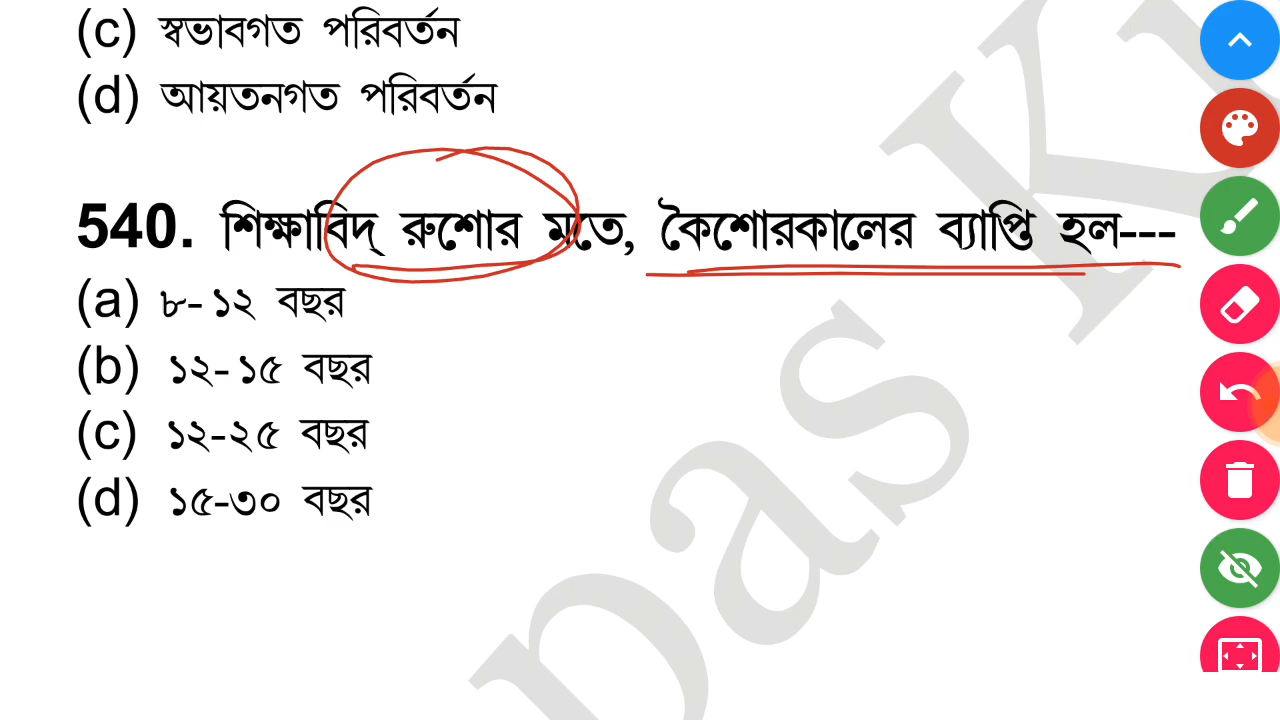 (c) স্বভাবগত পরিবর্তন
(d) আয়তনগত পরিবর্তন
540. শিক্ষাবিদ্ রুশোর মতে, কৈশোরকালের ব্যাপ্তি হল---
(a) ৮-১২ বছর
(b) ১২-১৫ বছর
(c) ১২-২৫ বছর
(d) ১৫-৩০ বছর
pas